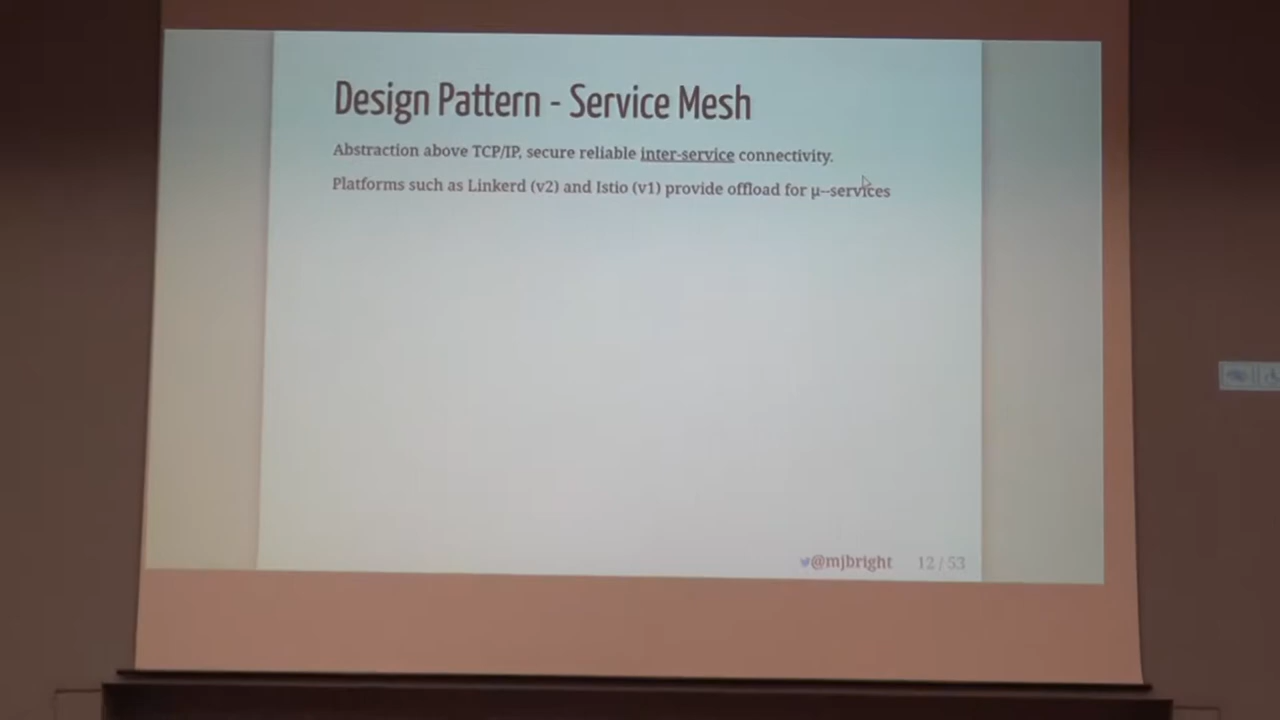 Design Pattern - Service Mesh
Abstraction above TCP/IP, secure reliable inter-service connectivity.
Platforms such as Linkerd (v2) and Istio (v1) provide offload for µ--services
@mjbright 12 / 53